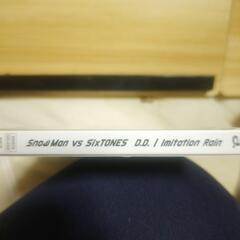 Snow Man vs SixTONES D.D. / Imitation Rain